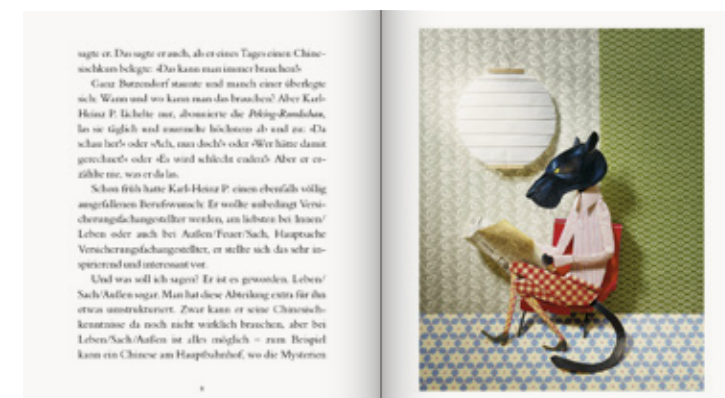 sagte er. Das sagte er auch, als er eines Tages einen Chine-
sischkurs belegte: ›Das kann man immer brauchen!‹
Ganz Butzendorf staunte und manch einer überlegte
sich: Wann und wo kann man das brauchen? Aber Karl-
Heinz P. lächelte nur, abonnierte die Peking-Rundschau,
las sie täglich und murmelte höchstens ab und zu: ›Da
schau her!‹ oder ›Ach, nun doch?‹ oder ›Wer hätte damit
gerechnet!‹ oder ›Es wird schlecht enden!‹ Aber er er-
zählte nie, was er da las.
Schon früh hatte Karl-Heinz P. einen ebenfalls völlig
ausgefallenen Berufswunsch: Er wollte unbedingt Versi-
cherungsfachangestellter werden, am liebsten bei Innen/
Leben oder auch bei Außen/Feuer/Sach, Hauptsache
Versicherungsfachangestellter, er stellte sich das sehr in-
spirierend und interessant vor.
Und was soll ich sagen? Er ist es geworden, Leben/
Sach/Außen sogar. Man hat diese Abteilung extra für ihn
etwas umstrukturiert. Zwar kann er seine Chinesisch-
kenntnisse da noch nicht wirklich brauchen, aber bei
Leben/Sach/Außen ist alles möglich – zum Beispiel
kann ein Chinese am Hauptbahnhof, wo die Mysterien